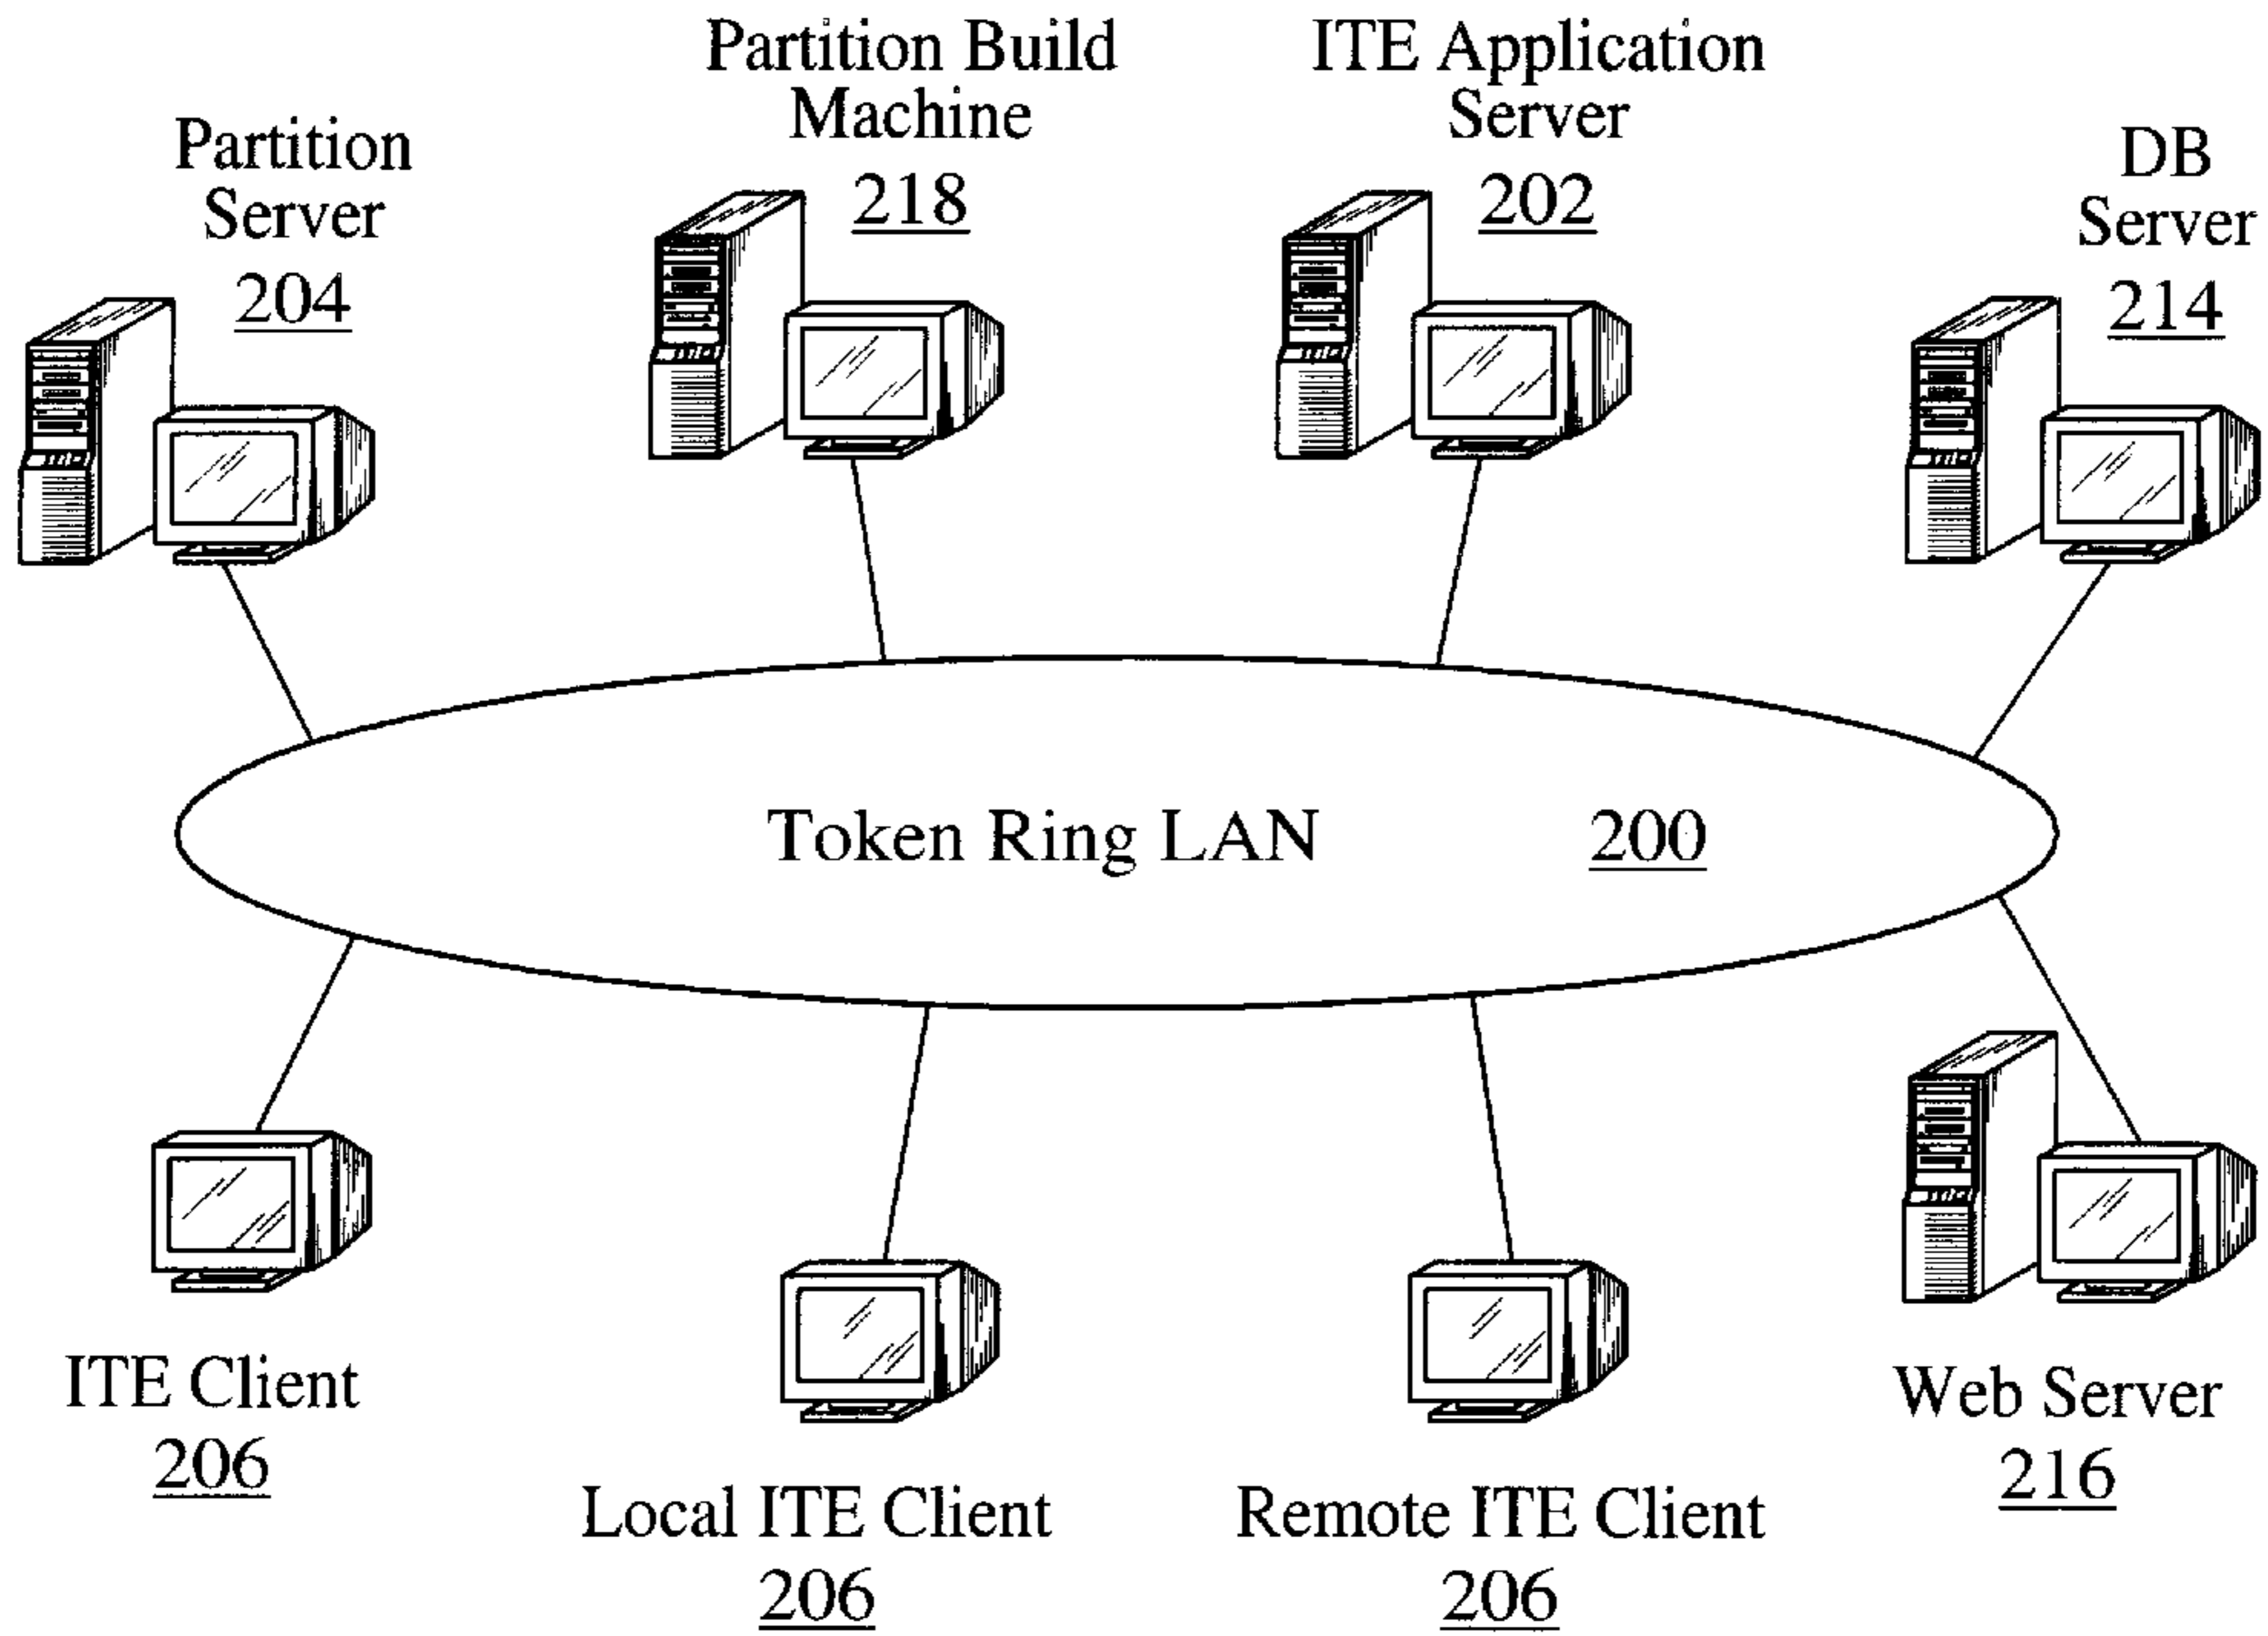 Partition Build
Machine
218
ITE Application
Server
202
Partition
Server
204
DB
Server
214
Token Ring LAN 200
ITE Client
206
Local ITE Client
206
Remote ITE Client
206
Web Server
216